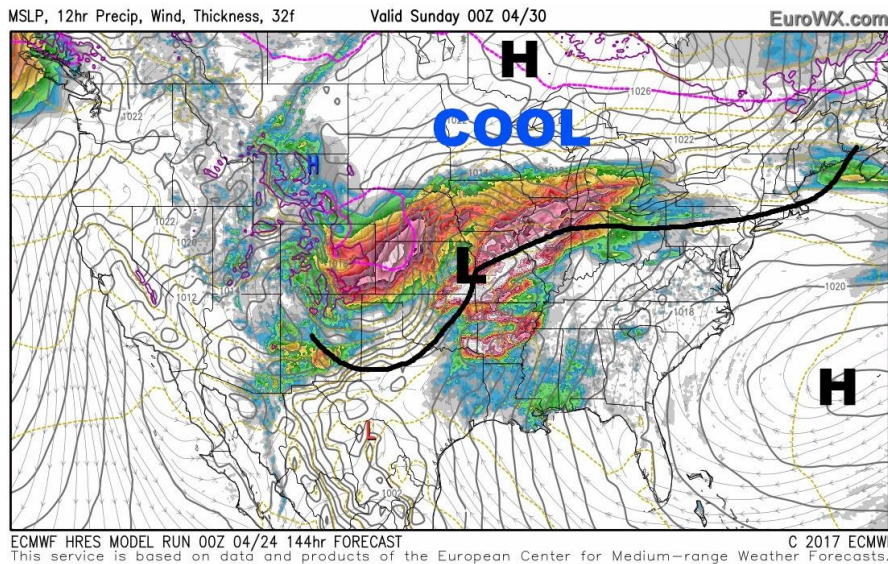 MSLP, 12hr Precip, Wind, Thickness, 32f Valid Sunday 00Z 04/30 EuroWX.com
H
1026
1022
COOL
1022
H
1022
1020
L
1012
1020
1018
H
L
1002
ECMWF HRES MODEL RUN 00Z 04/24 144hr FORECAST C 2017 ECMWF
This service is based on data and products of the European Center for Medium-range Weather Forecasts.